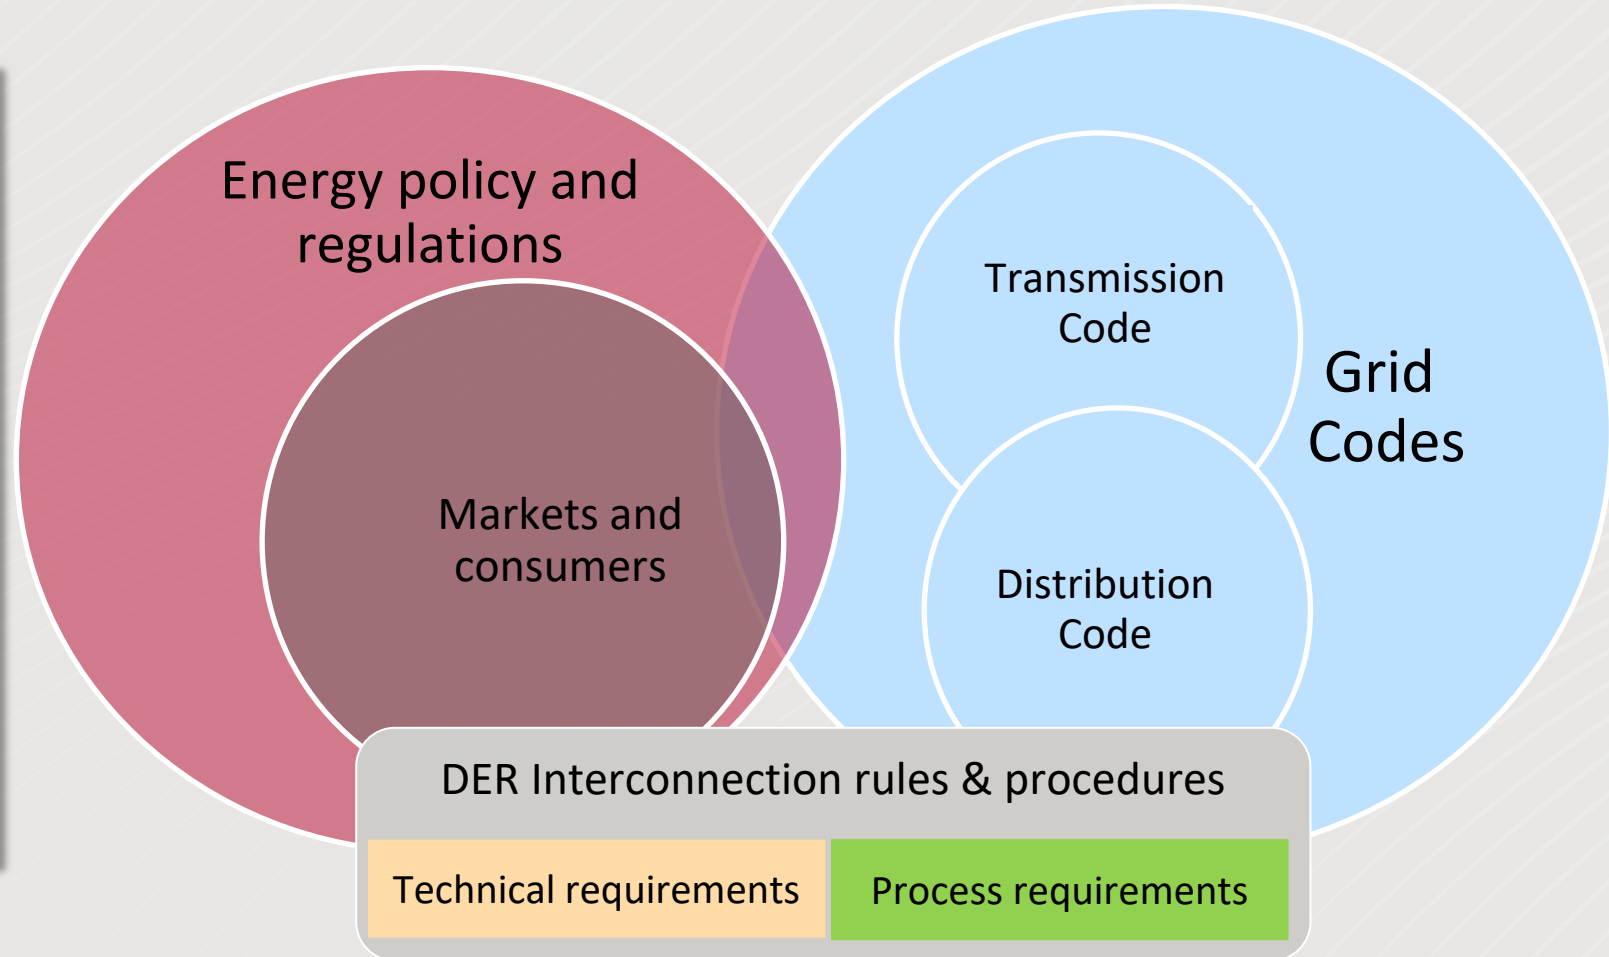 Energy policy and
regulations
Markets and
consumers
Transmission
Code
Grid
Codes
Distribution
Code
DER Interconnection rules & procedures
Technical requirements
Process requirements